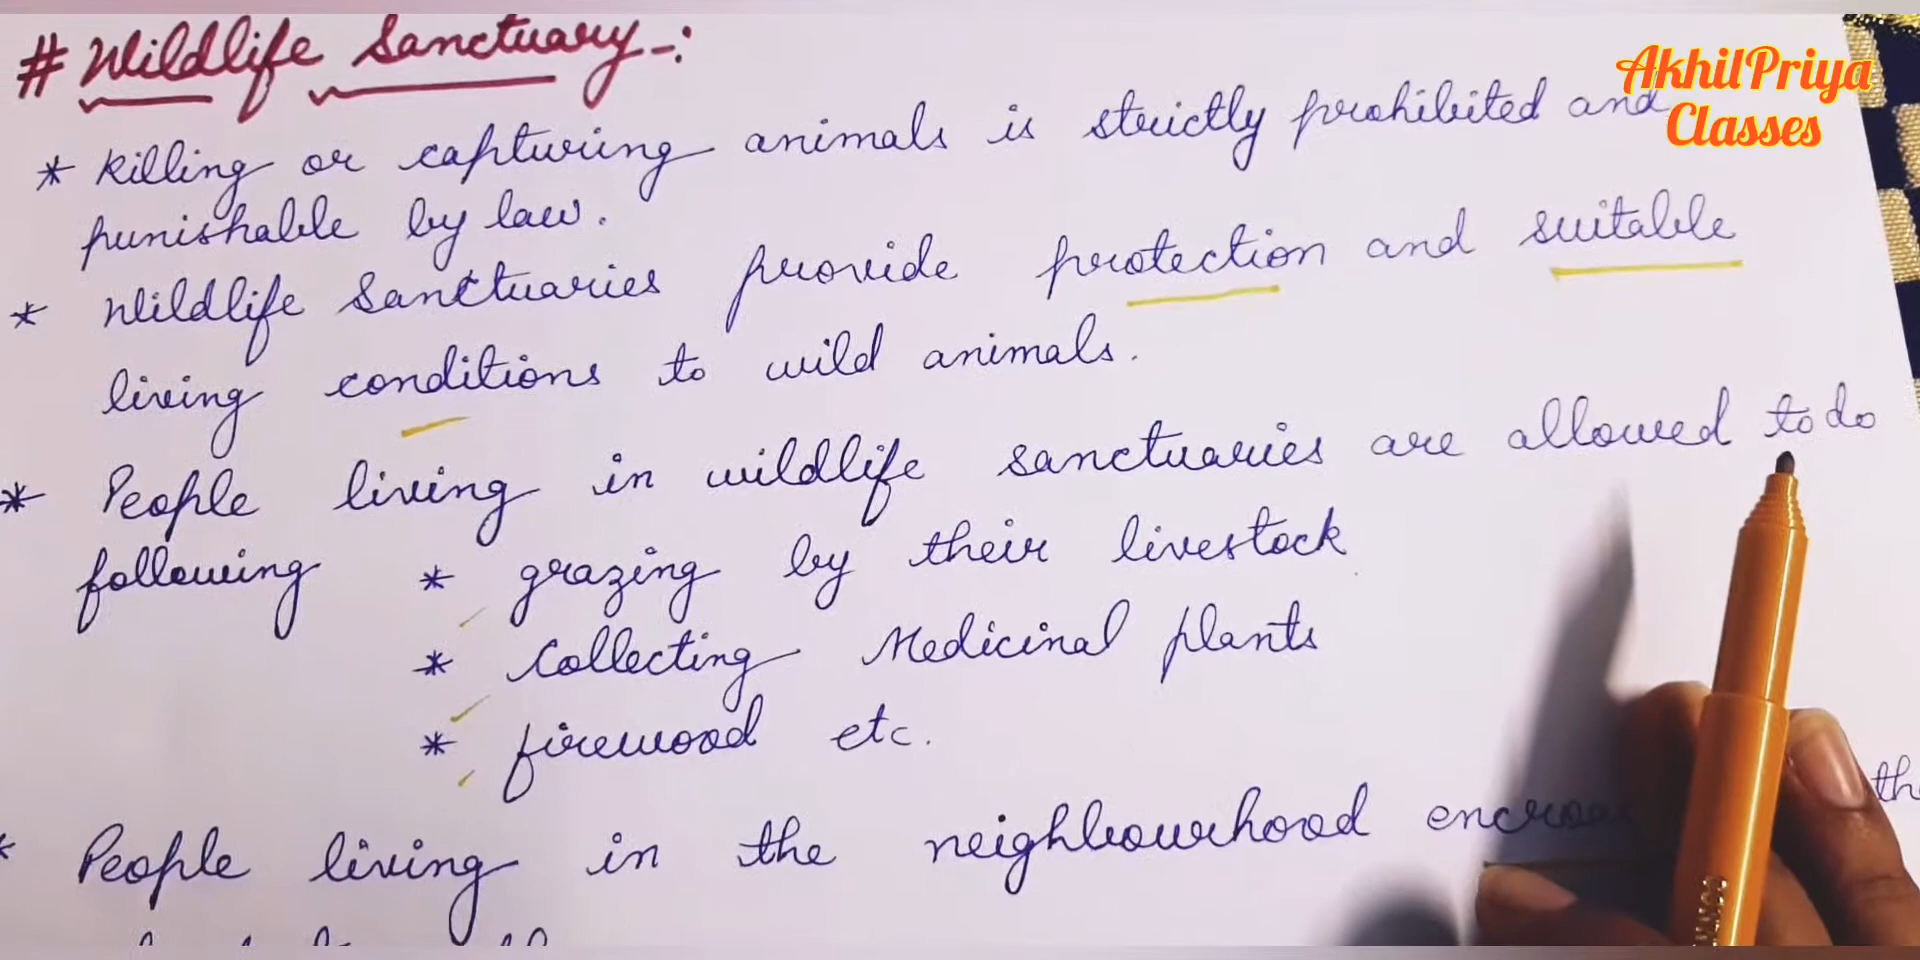 # Wildlife Sanctuary -:
AkhilPriya
Classes
* Killing or capturing animals is strictly prohibited and
punishable by law.
* Wildlife Sanctuaries provide protection and suitable
living conditions to wild animals.
* People living in wildlife sanctuaries are allowed to do
following * grazing by their livestock
* Collecting Medicinal plants
* firewood etc.
* People living in the neighbourhood